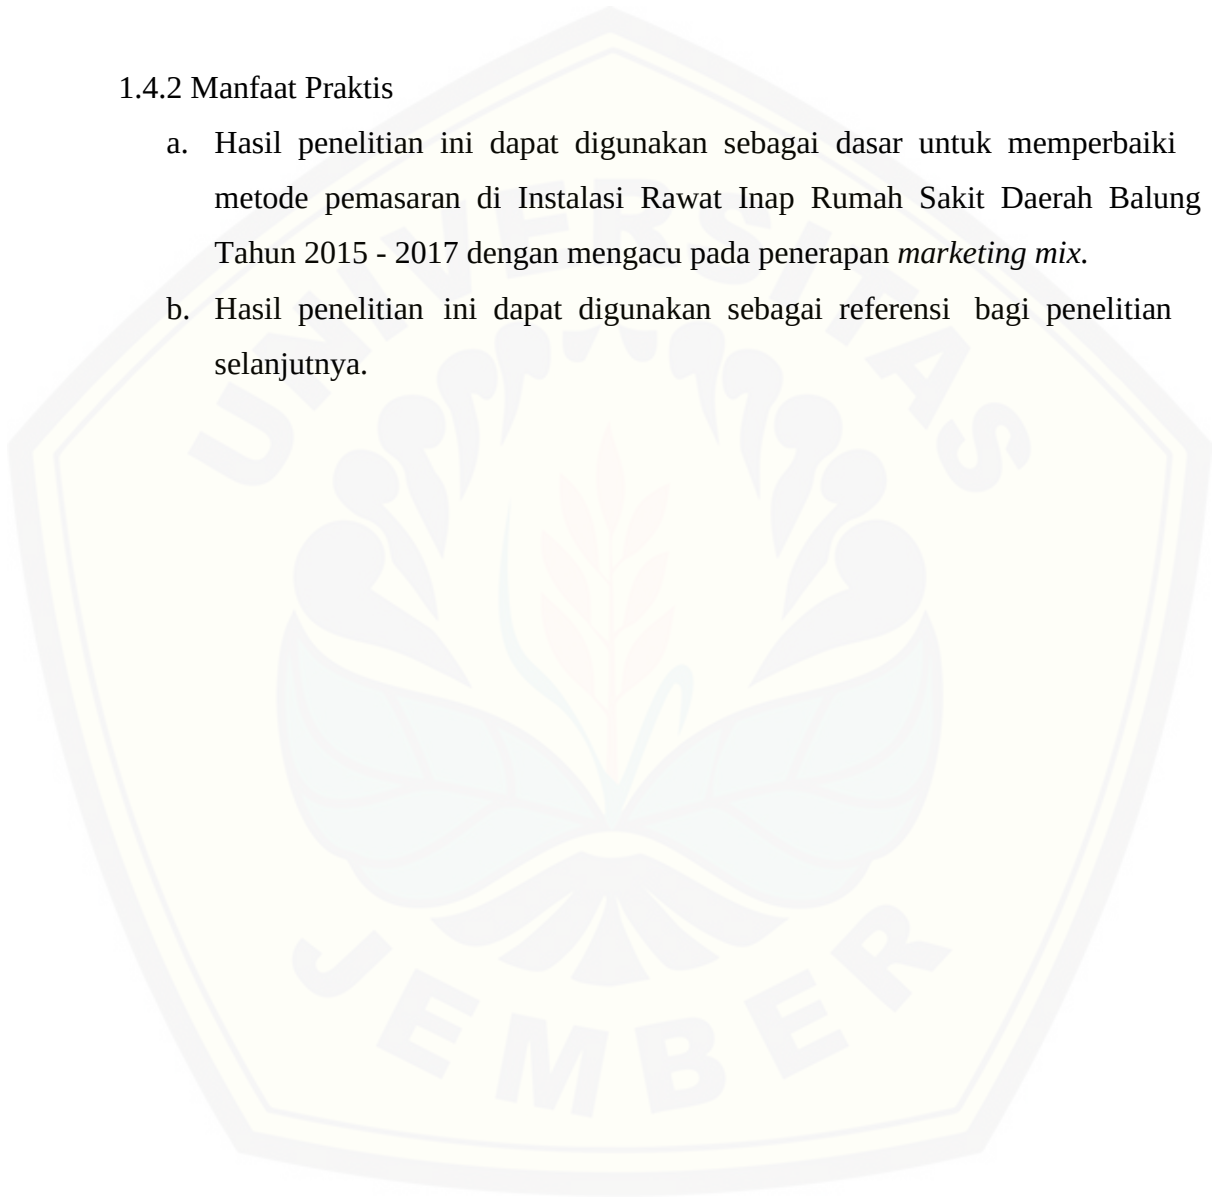 1.4.2 Manfaat Praktis
a. Hasil penelitian ini dapat digunakan sebagai dasar untuk memperbaiki
metode pemasaran di Instalasi Rawat Inap Rumah Sakit Daerah Balung
Tahun 2015 - 2017 dengan mengacu pada penerapan marketing mix.
b. Hasil penelitian ini dapat digunakan sebagai referensi bagi penelitian
selanjutnya.
UNIVERSITAS
JEMBER